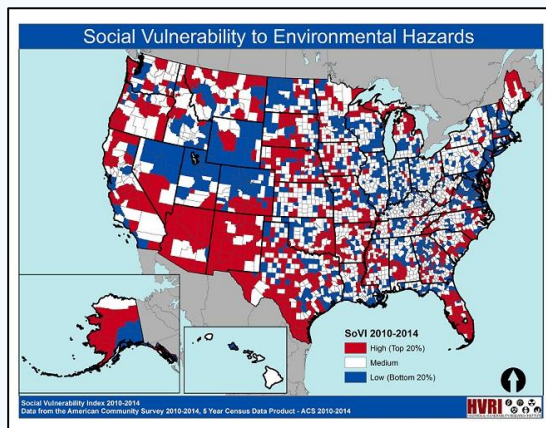 Social Vulnerability to Environmental Hazards
SoVI 2010-2014
High (Top 20%)
Medium
Low (Bottom 20%)
Social Vulnerability Index 2010-2014
Data from the American Community Survey 2010-2014, 5 Year Census Data Product - ACS 2010-2014
HVRI